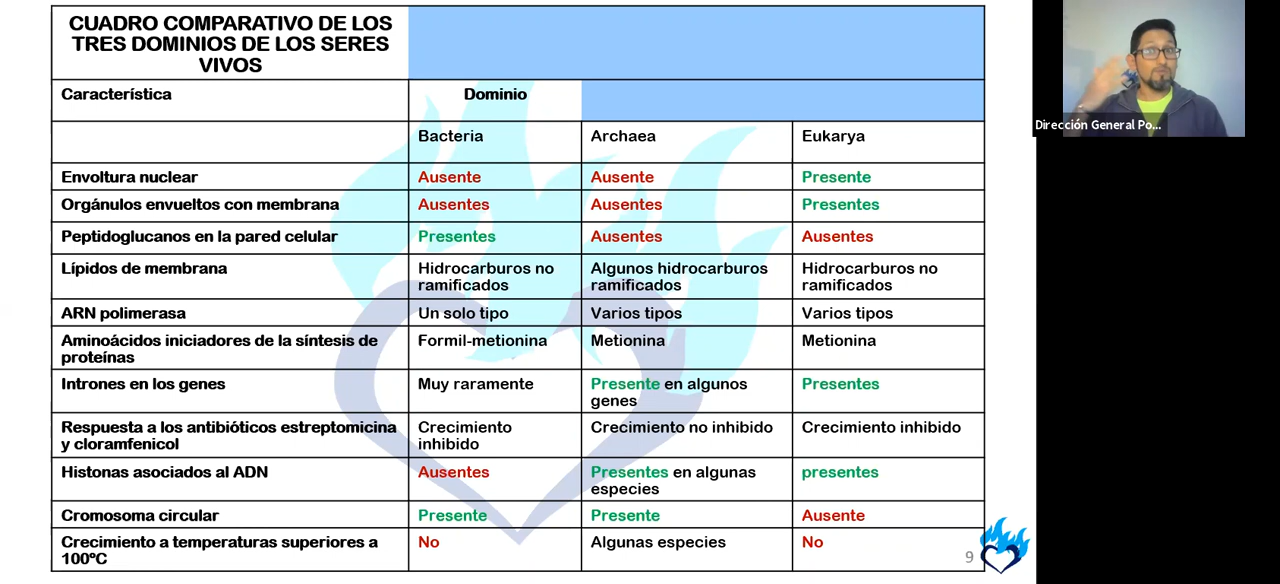 CUADRO COMPARATIVO DE LOS
TRES DOMINIOS DE LOS SERES
VIVOS
Característica
Dominio
Bacteria
Archaea
Eukarya
Envoltura nuclear
Ausente
Ausente
Presente
Orgánulos envueltos con membrana
Ausentes
Ausentes
Presentes
Peptidoglucanos en la pared celular
Presentes
Ausentes
Ausentes
Lípidos de membrana
Hidrocarburos no
ramificados
Algunos hidrocarburos
ramificados
Hidrocarburos no
ramificados
ARN polimerasa
Un solo tipo
Varios tipos
Varios tipos
Aminoácidos iniciadores de la síntesis de
proteínas
Formil-metionina
Metionina
Metionina
Intrones en los genes
Muy raramente
Presente en algunos
genes
Presentes
Respuesta a los antibióticos estreptomicina
y cloramfenicol
Crecimiento
inhibido
Crecimiento no inhibido
Crecimiento inhibido
Histonas asociados al ADN
Ausentes
Presentes en algunas
especies
presentes
Cromosoma circular
Presente
Presente
Ausente
Crecimiento a temperaturas superiores a
100ºC
No
Algunas especies
No
9
Dirección General Po...